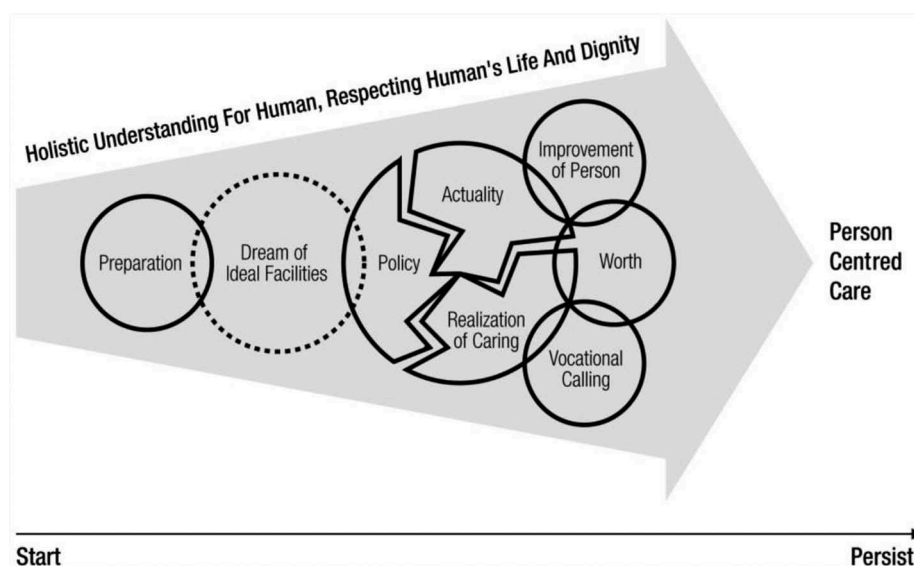 Holistic Understanding For Human, Respecting Human's Life And Dignity
Preparation
Dream of
Ideal Facilities
Policy
Actuality
Realization
of Caring
Improvement
of Person
Worth
Vocational
Calling
Person
Centred
Care
Start
Persist